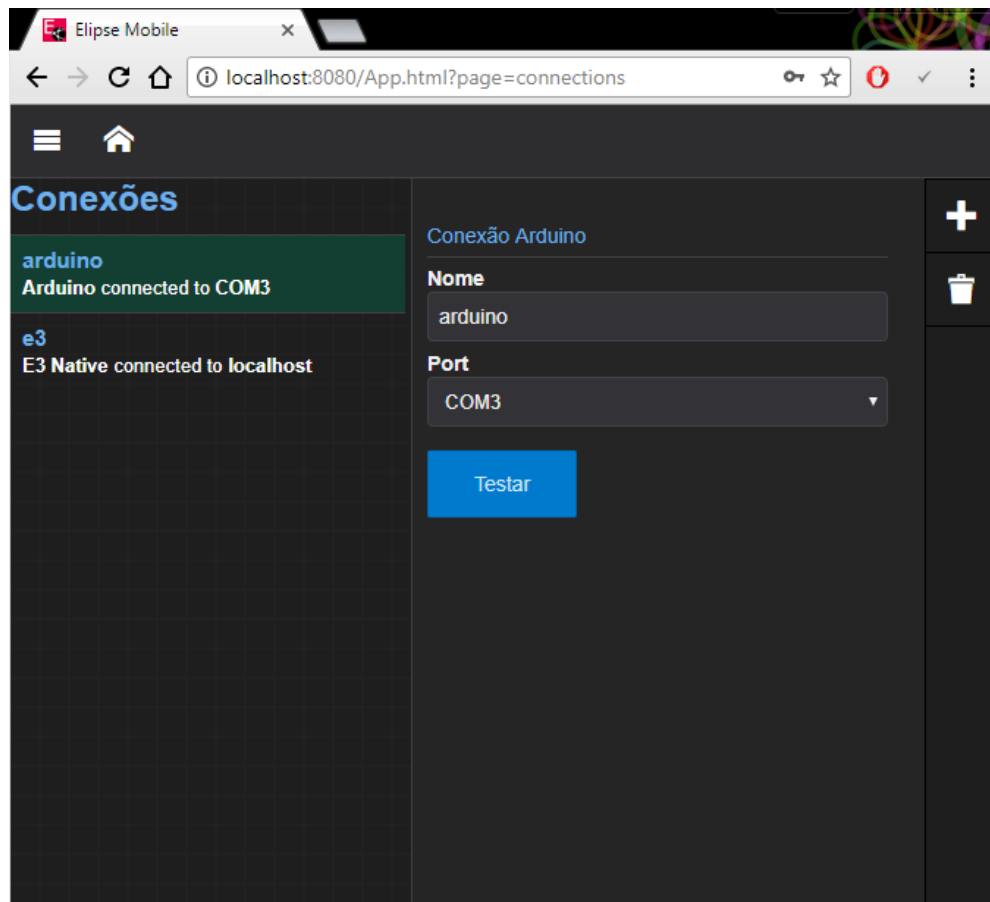 Elipse Mobile
localhost:8080/App.html?page=connections
Conexões
arduino
Arduino connected to COM3
e3
E3 Native connected to localhost
Conexão Arduino
Nome
arduino
Port
COM3
Testar